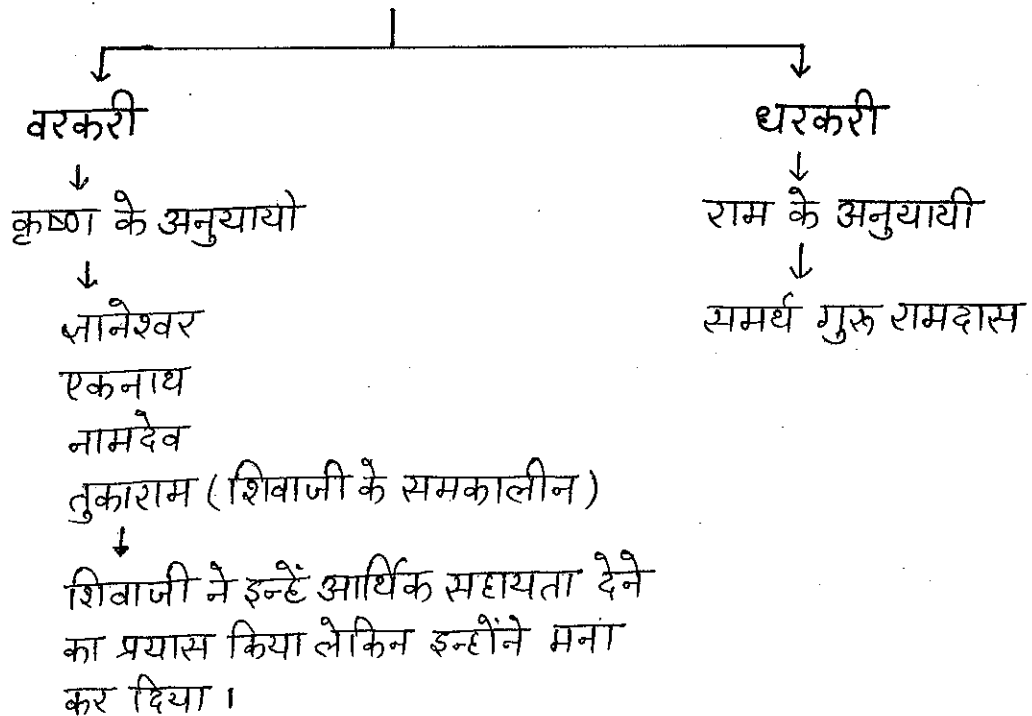 वरकरी
कृष्ण के अनुयायी
ज्ञानेश्वर
एकनाथ
नामदेव
तुकाराम (शिवाजी के समकालीन)
शिवाजी ने इन्हें आर्थिक सहायता देने
का प्रयास किया लेकिन इन्होंने मना
कर दिया ।
धरकरी
राम के अनुयायी
समर्थ गुरू रामदास